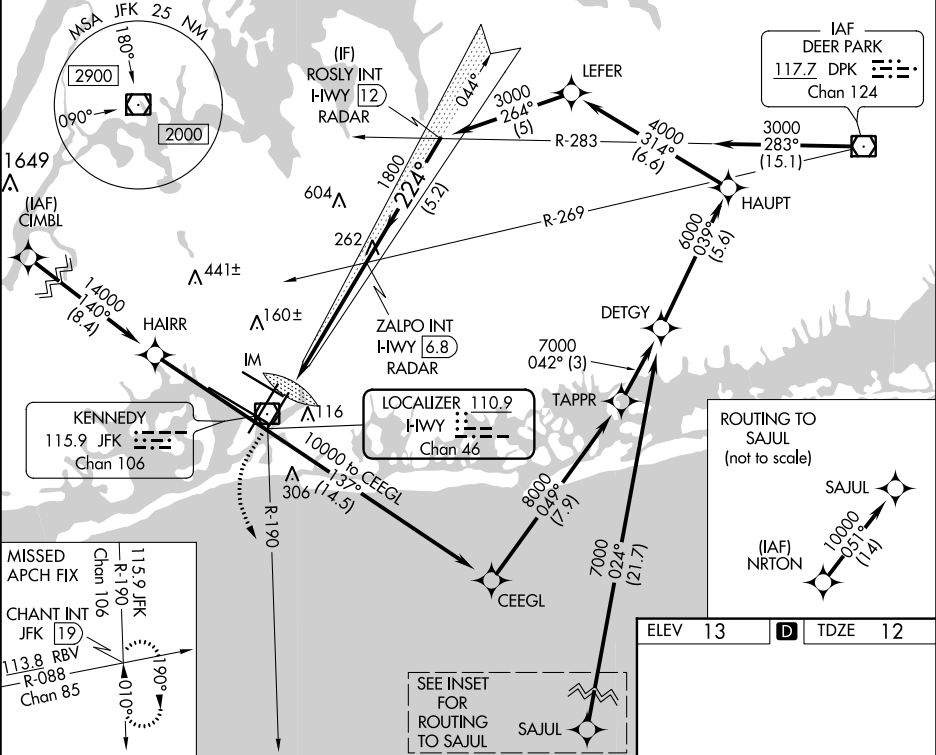 MSA JFK 25 NM
180°
2900
090°
2000
1649
(IAF)
CIMBL
14000
140°
(8.4)
HAIRR
441±
604
160±
IM
(IF)
ROSLY INT
I-IWY 12
RADAR
044°
3000
264°
(5)
LEFER
4000
314°
(6.6)
IAF
DEER PARK
117.7 DPK
Chan 124
3000
283°
(15.1)
R-283
R-269
HAUPT
1800
224°
(5.2)
262
ZALPO INT
I-IWY 6.8
RADAR
6000
039°
(5.6)
DETGY
7000
042° (3)
TAPPR
KENNEDY
115.9 JFK
Chan 106
116
LOCALIZER 110.9
I-IWY
Chan 46
10000 to CEEGL
137°
(14.5)
306
R-190
8000
049°
(7.9)
CEEGL
7000
024°
(21.7)
ROUTING TO
SAJUL
(not to scale)
SAJUL
10000
051°
(14)
(IAF)
NRTON
MISSED
APCH FIX
115.9 JFK
R-190
Chan 106
CHANT INT
JFK 19
113.8 RBV
R-088
Chan 85
190°
010°
SEE INSET
FOR
ROUTING
TO SAJUL
SAJUL
ELEV 13 D TDZE 12